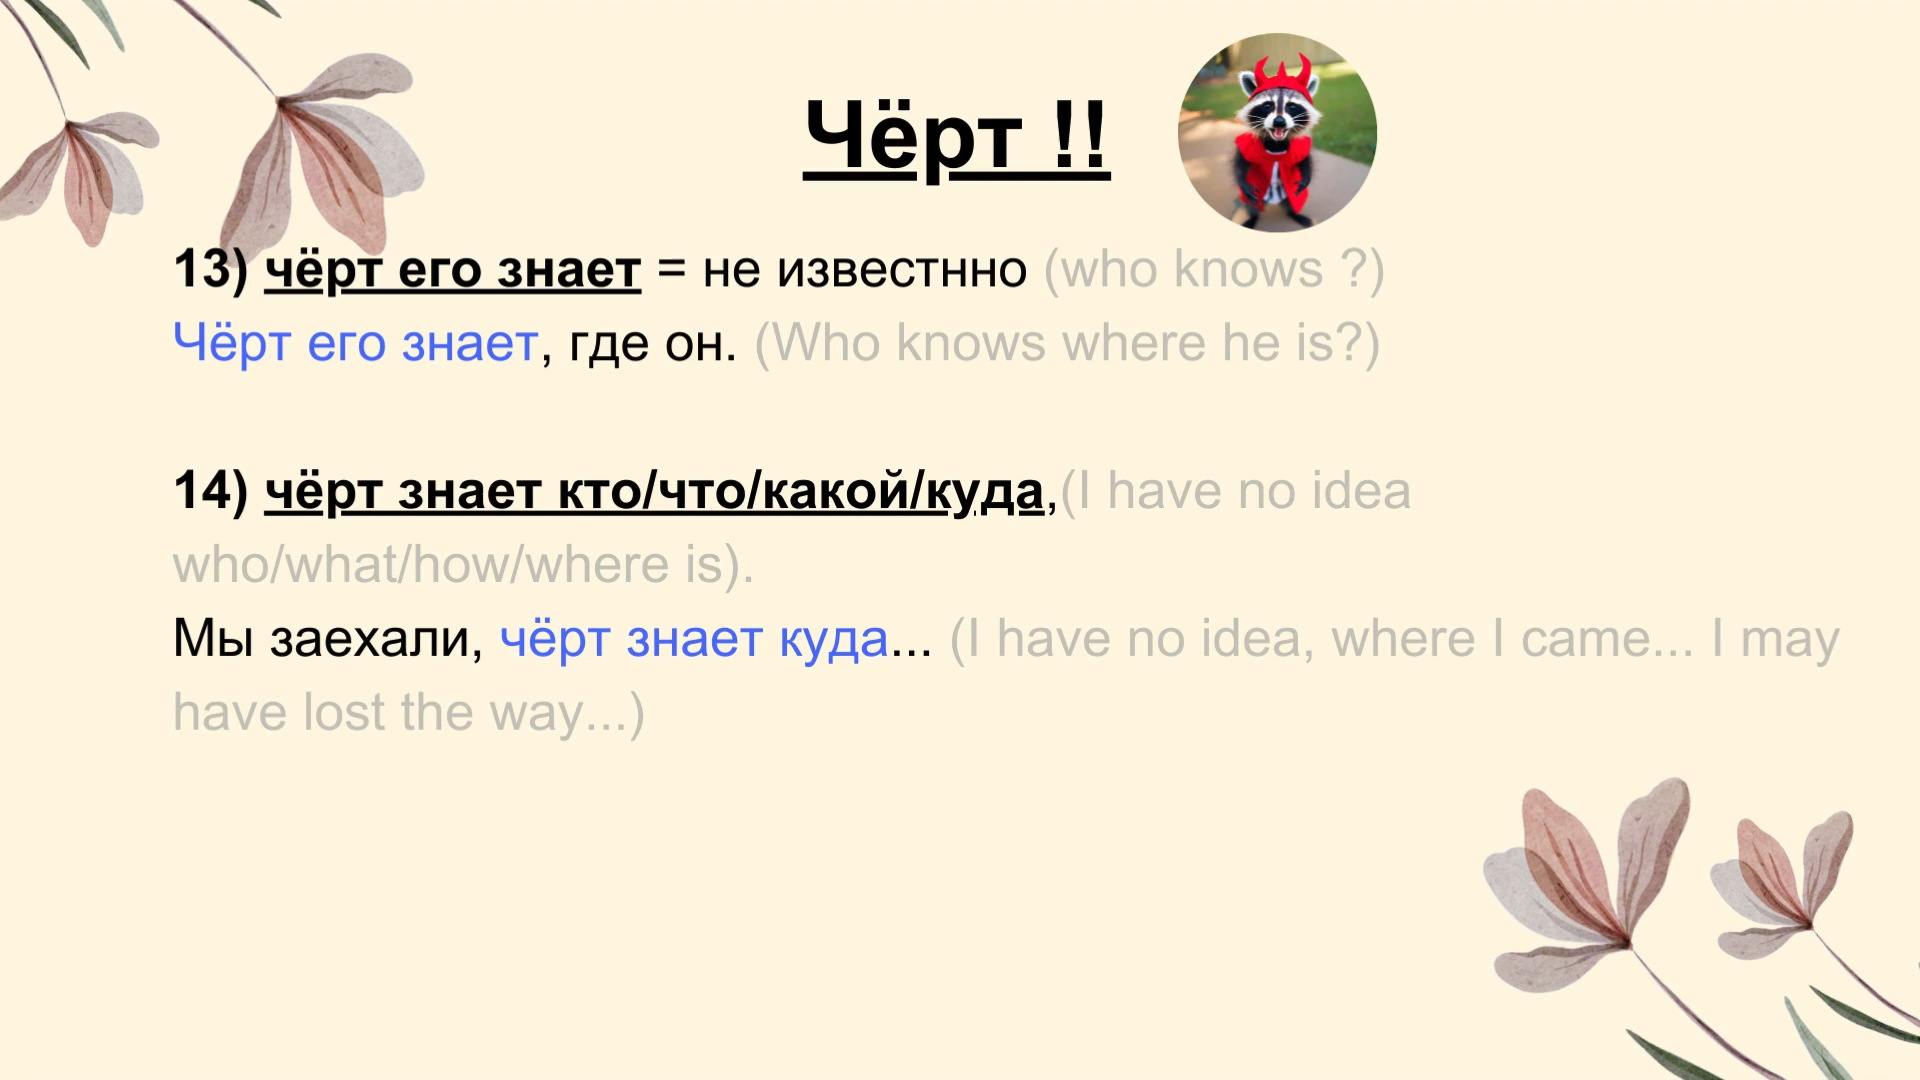 Чёрт !!
13) чёрт его знает = не известнно (who knows ?)
Чёрт его знает, где он. (Who knows where he is?)
14) чёрт знает кто/что/какой/куда,(I have no idea
who/what/how/where is).
Мы заехали, чёрт знает куда... (I have no idea, where I came... I may
have lost the way...)